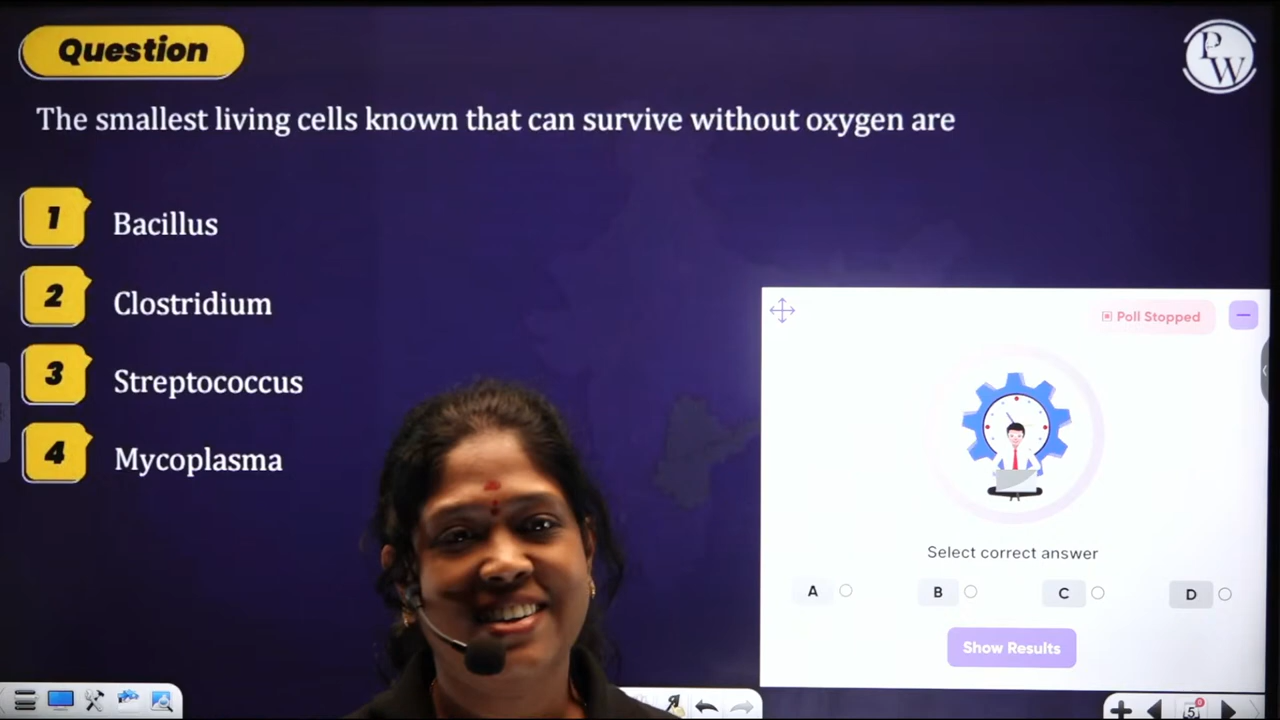 Question
P
W
The smallest living cells known that can survive without oxygen are
1 Bacillus
2 Clostridium
3 Streptococcus
4 Mycoplasma
Poll Stopped
Select correct answer
A B C D
Show Results
5